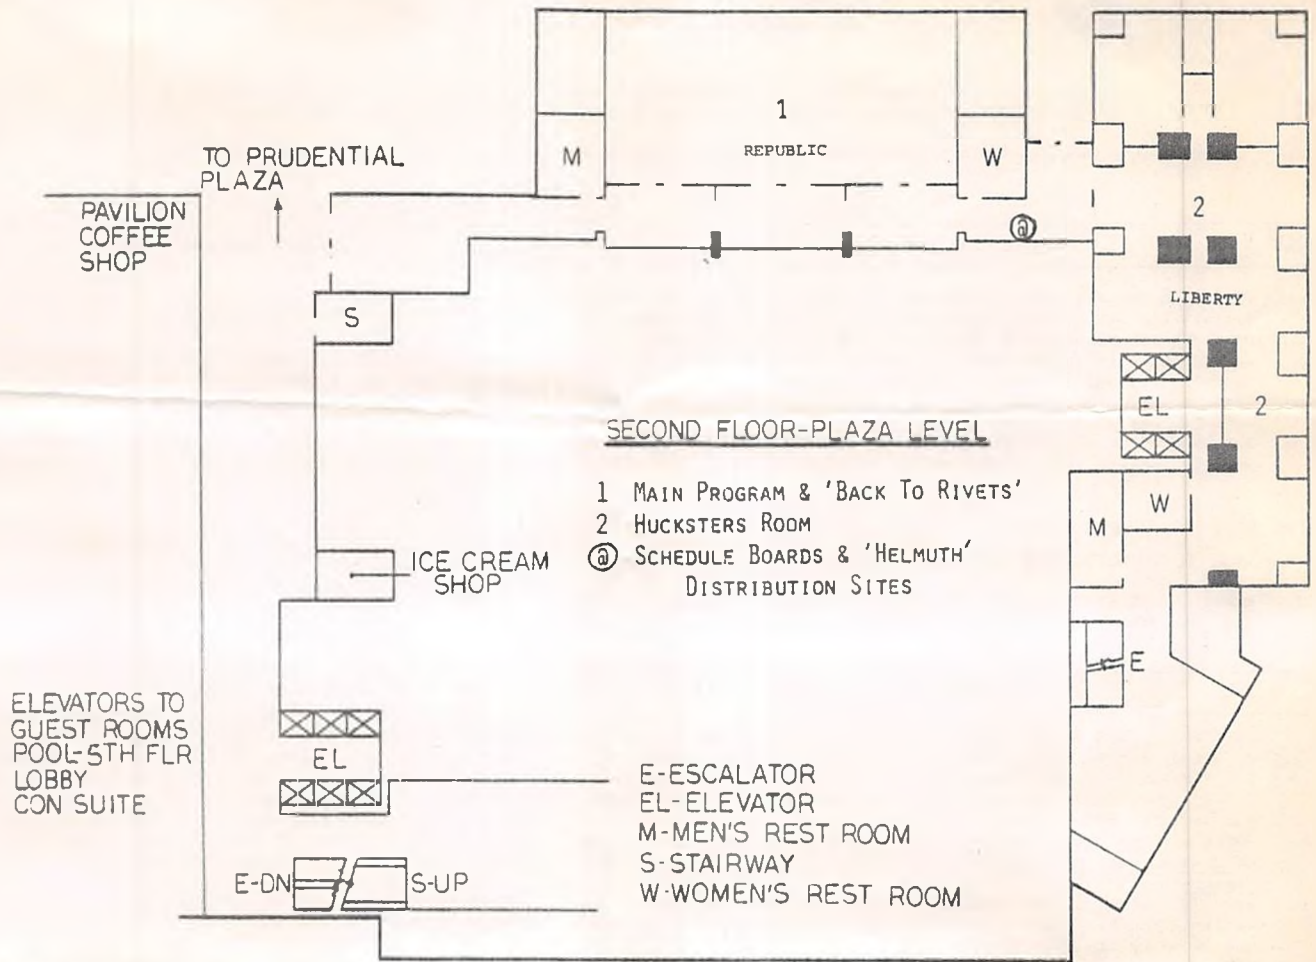 1
REPUBLIC
M
W
TO PRUDENTIAL
PLAZA
PAVILION
COFFEE
SHOP
@
2
LIBERTY
S
EL
2
SECOND FLOOR-PLAZA LEVEL
1 MAIN PROGRAM & 'BACK TO RIVETS'
2 HUCKSTERS ROOM
@ SCHEDULE BOARDS & 'HELMUTH'
DISTRIBUTION SITES
M
W
ICE CREAM
SHOP
E
ELEVATORS TO
GUEST ROOMS
POOL-5TH FLR
LOBBY
CON SUITE
EL
E-ESCALATOR
EL-ELEVATOR
M-MEN'S REST ROOM
S-STAIRWAY
W-WOMEN'S REST ROOM
E-DN
S-UP